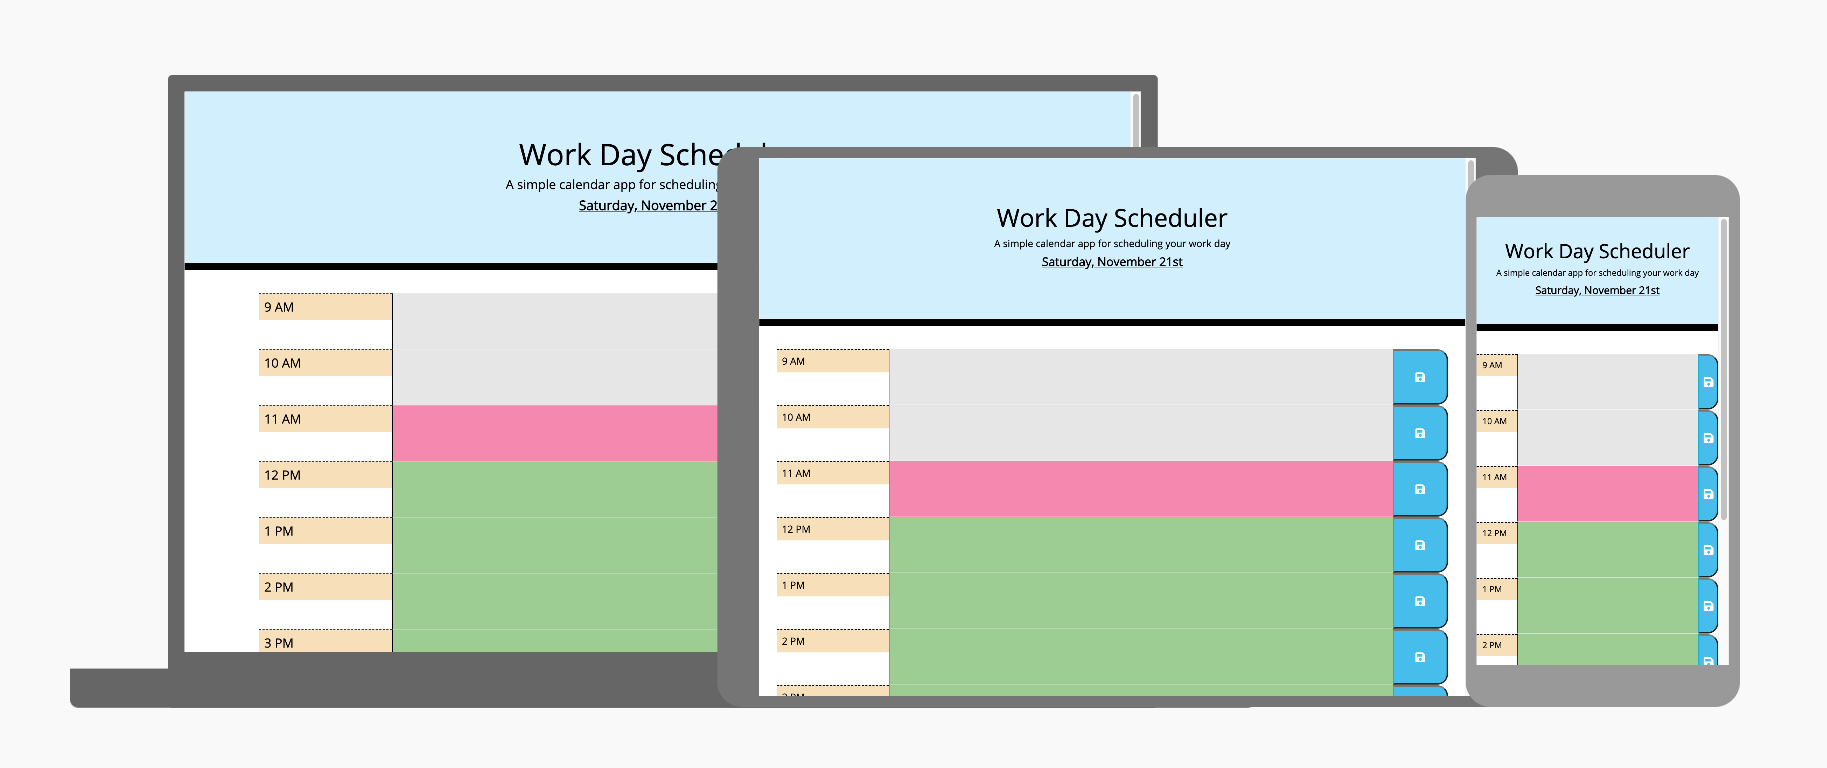 Work Day Sche
A simple calendar app for scheduling
Saturday, November 2
9 AM
10 AM
11 AM
12 PM
1 PM
2 PM
3 PM
Work Day Scheduler
A simple calendar app for scheduling your work day
Saturday, November 21st
9 AM
10 AM
11 AM
12 PM
1 PM
2 PM
Work Day Scheduler
A simple calendar app for scheduling your work day
Saturday, November 21st
9 AM
10 AM
11 AM
12 PM
1 PM
2 PM